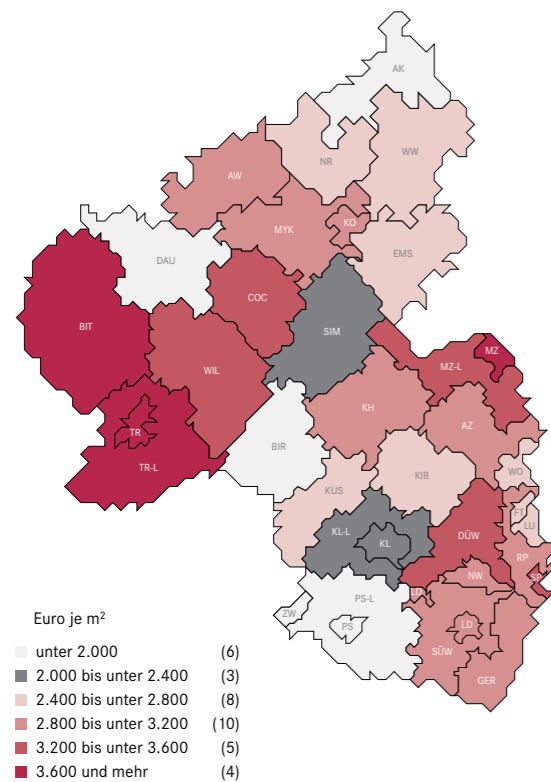 AK
NR
WW
AW
KO
MYK
EMS
DAU
COC
BIT
SIM
MZ
MZ-L
WIL
KH
AZ
TR
BIR
TR-L
WO
KIB
KUS
FT
LU
KL-L
KL
DÜW
RP
NW
SP
LD
PS-L
ZW
PS
LD
SÜW
GER
Euro je m²
unter 2.000 (6)
2.000 bis unter 2.400 (3)
2.400 bis unter 2.800 (8)
2.800 bis unter 3.200 (10)
3.200 bis unter 3.600 (5)
3.600 und mehr (4)